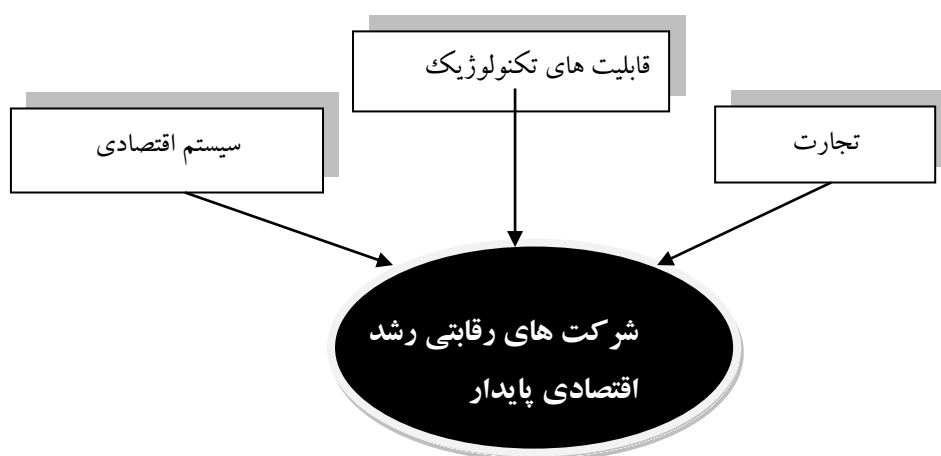 قابلیت های تکنولوژیک
تجارت
سیستم اقتصادی
شرکت های رقابتی رشد
اقتصادی پایدار